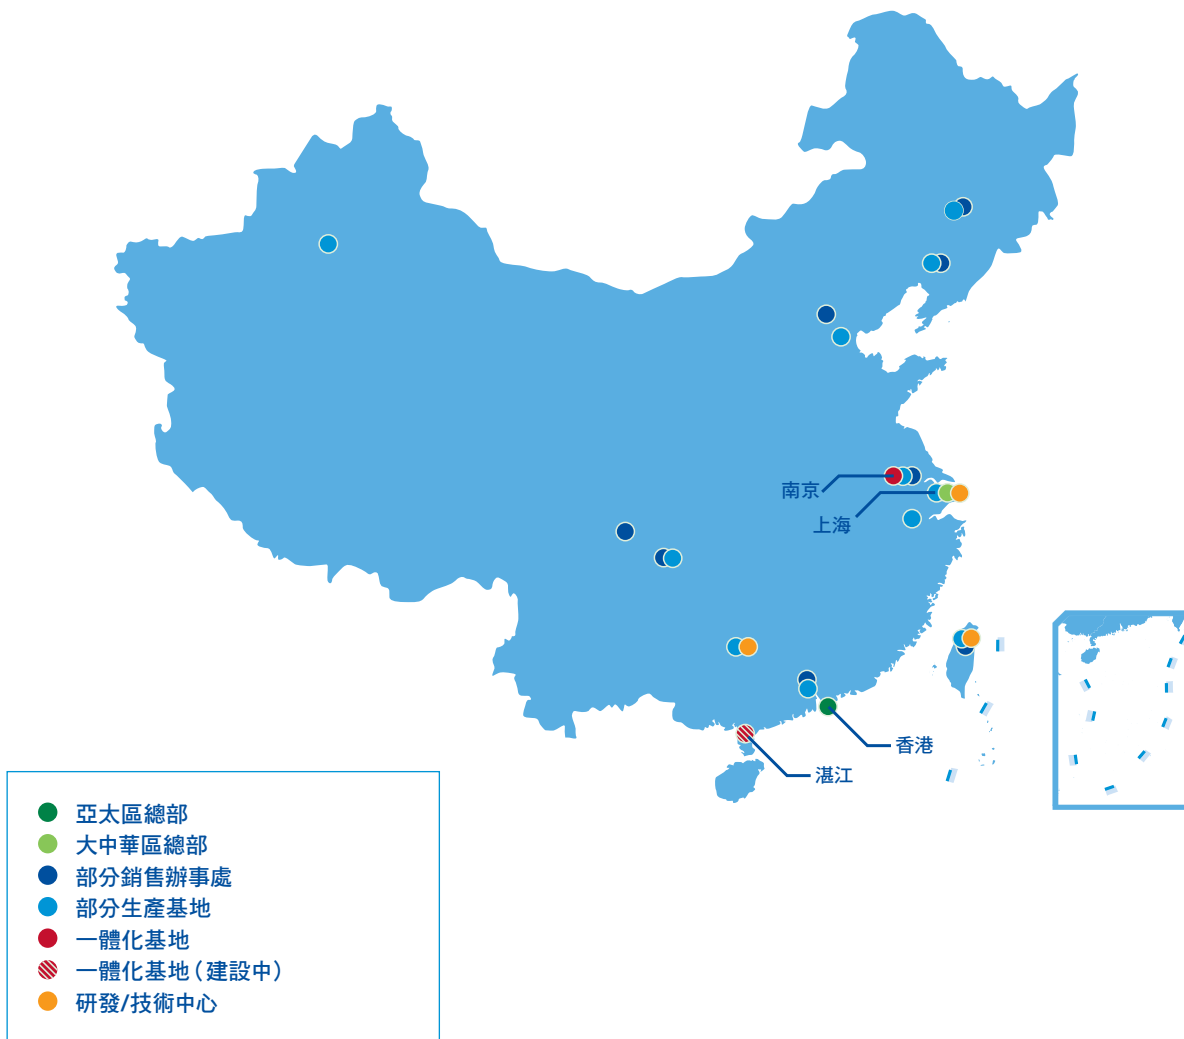 南京
上海
香港
湛江
亞太區總部
大中華區總部
部分銷售辦事處
部分生產基地
一體化基地
一體化基地（建設中）
研發/技術中心